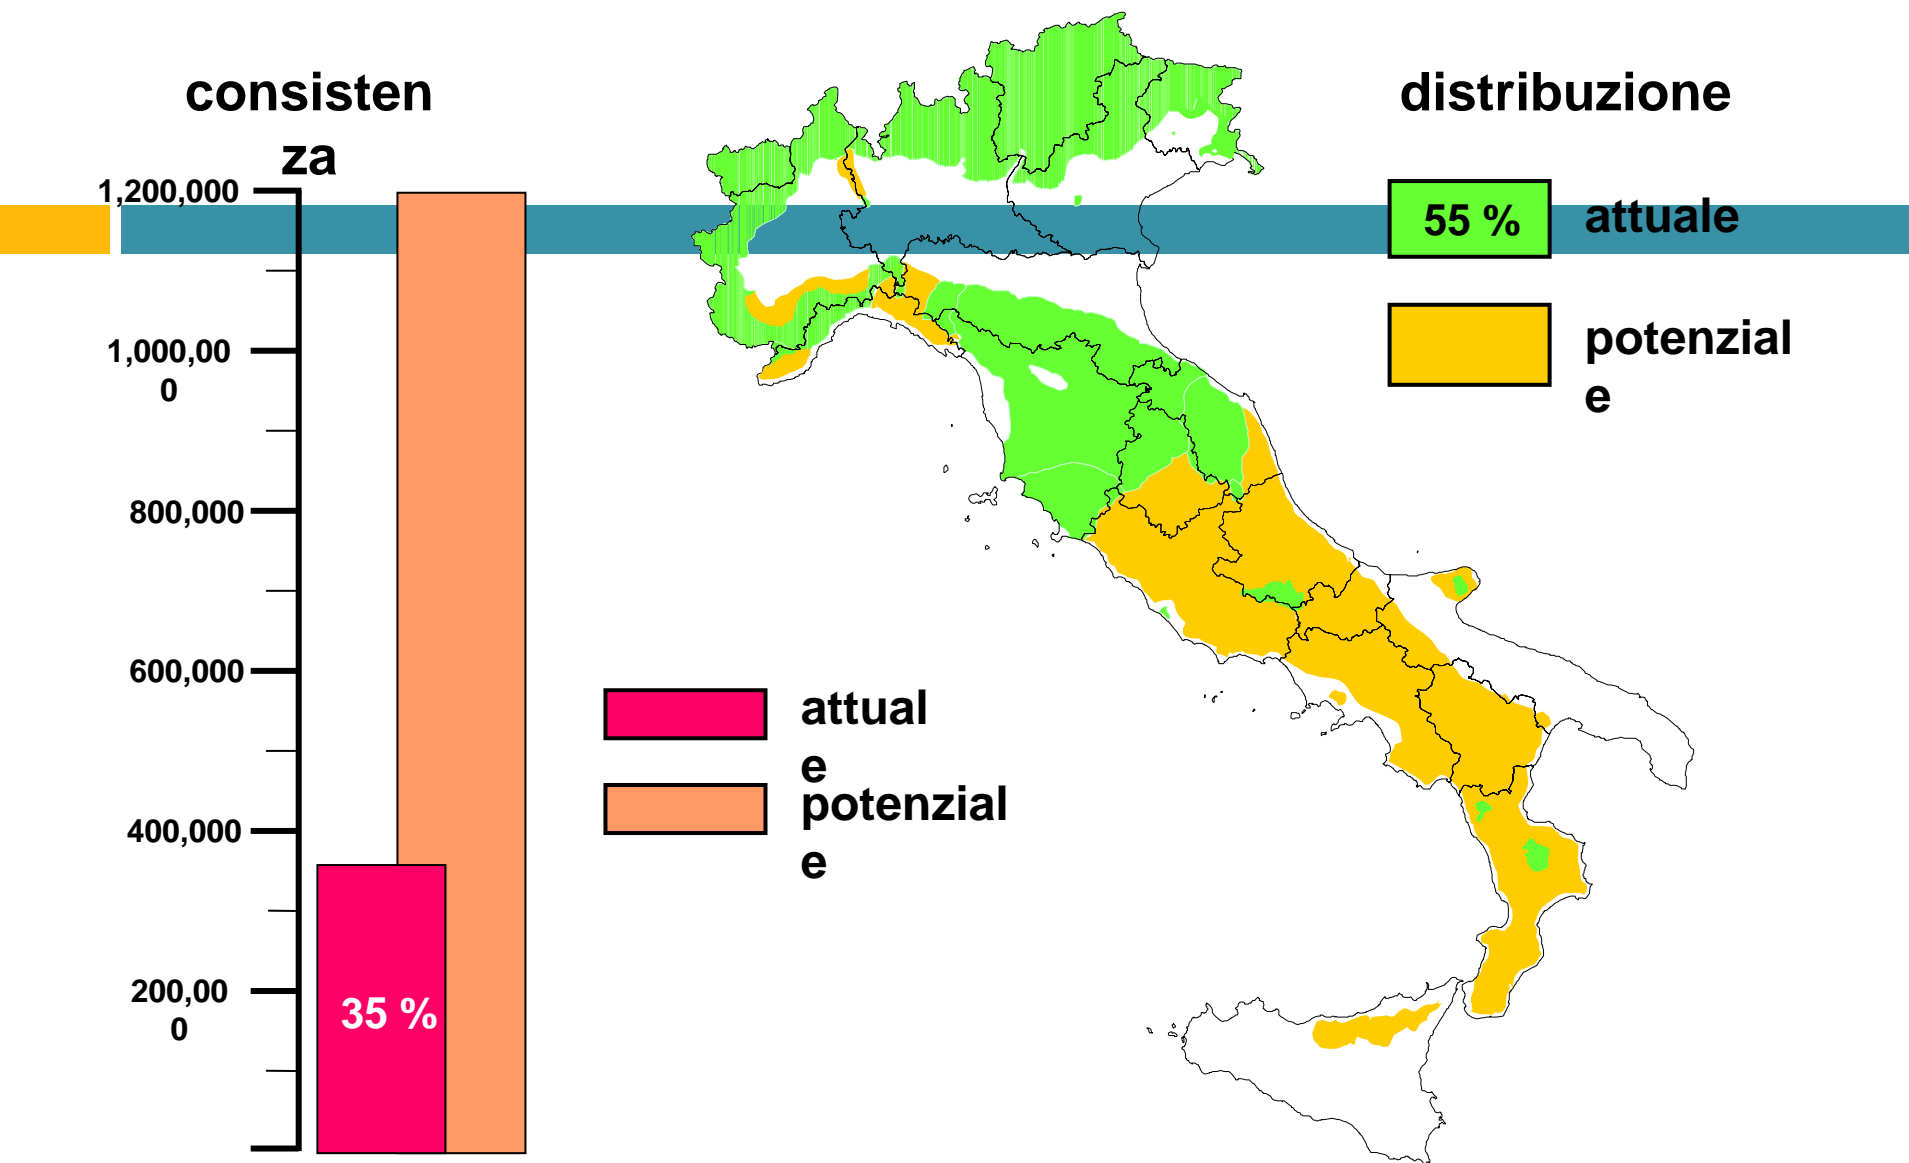 consisten
za
1,200,000
1,000,00
0
800,000
600,000
400,000
200,00
0
35 %
attual
e
potenzial
e
distribuzione
55 %
attuale
potenzial
e